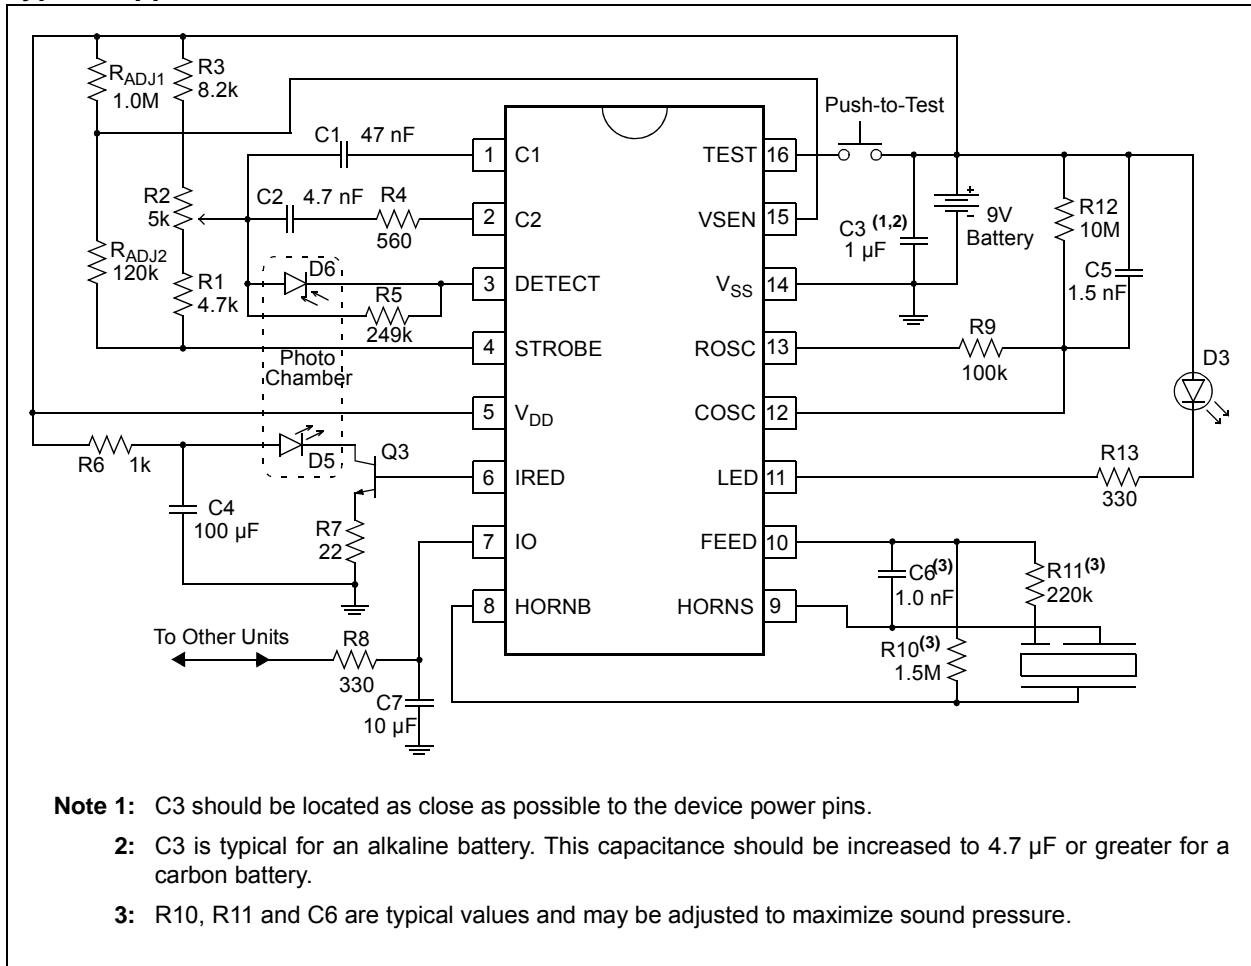 R_ADJ1
1.0M
R3
8.2k
R2
5k
R_ADJ2
120k
R1
4.7k
C1 47 nF
C2 4.7 nF R4
560
D6
R5
249k
Photo
Chamber
D5
R6 1k
C4
100 µF
Q3
R7
22
To Other Units
R8
330
C7
10 µF
1 C1
2 C2
3 DETECT
4 STROBE
5 V_DD
6 IRED
7 IO
8 HORNB
TEST 16
VSEN 15
V_SS 14
ROSC 13
COSC 12
LED 11
FEED 10
HORNS 9
Push-to-Test
C3 (1,2)
1 µF
+
-
9V
Battery
R12
10M
C5
1.5 nF
R9
100k
D3
R13
330
C6(3)
1.0 nF
R11(3)
220k
R10(3)
1.5M
Note 1: C3 should be located as close as possible to the device power pins.
2: C3 is typical for an alkaline battery. This capacitance should be increased to 4.7 µF or greater for a
carbon battery.
3: R10, R11 and C6 are typical values and may be adjusted to maximize sound pressure.